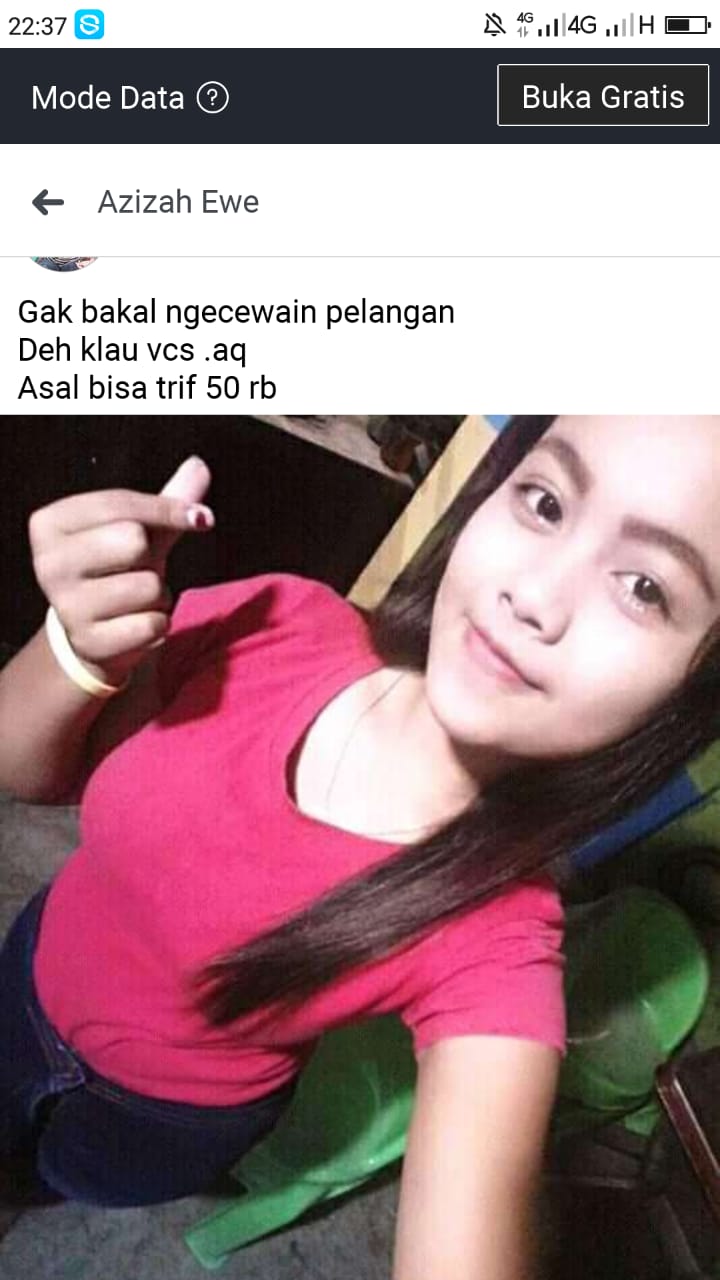 22:37 S 4G 4G H
Mode Data ?
Buka Gratis
Azizah Ewe
Gak bakal ngecewain pelangan
Deh klau vcs .aq
Asal bisa trif 50 rb